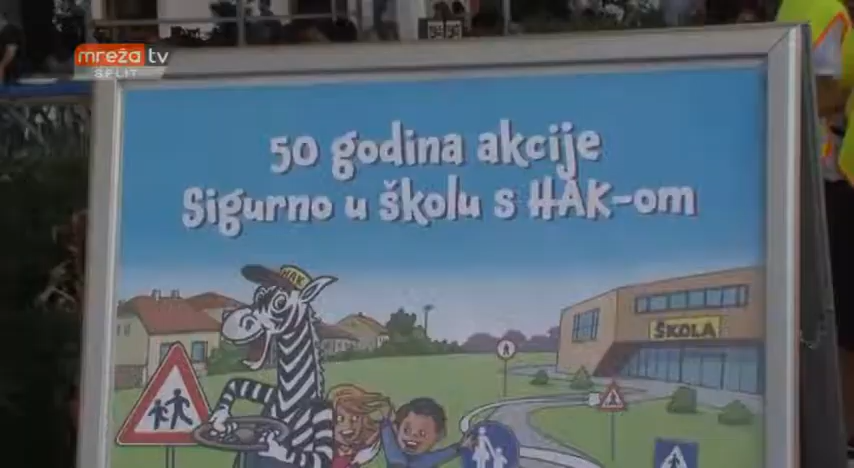 mreža tv
SPLIT
50 godina akcije
Sigurno u školu s HAK-om
HAK
ŠKOLA